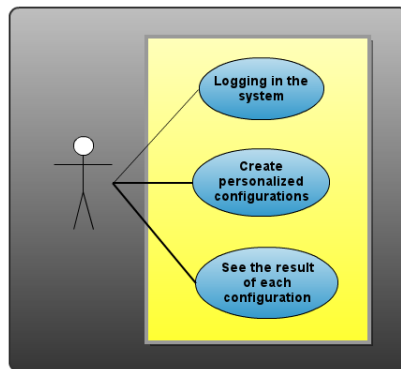 Logging in the
system
Create
personalized
configurations
See the result
of each
configuration